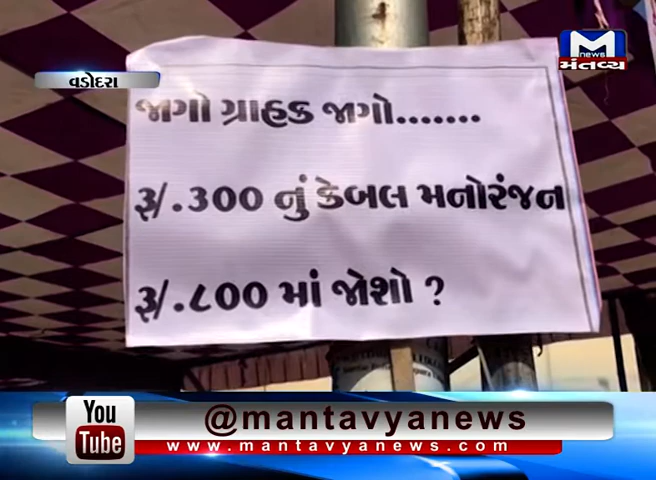 M
news
મંતવ્ય
વડોદરા
જાગો ગ્રાહક જાગો.......
રૂ/.૩૦૦ નું કેબલ મનોરંજન
રૂ/.૮૦૦ માં જોશો ?
You
Tube
@mantavyanews
www.mantavyanews.com